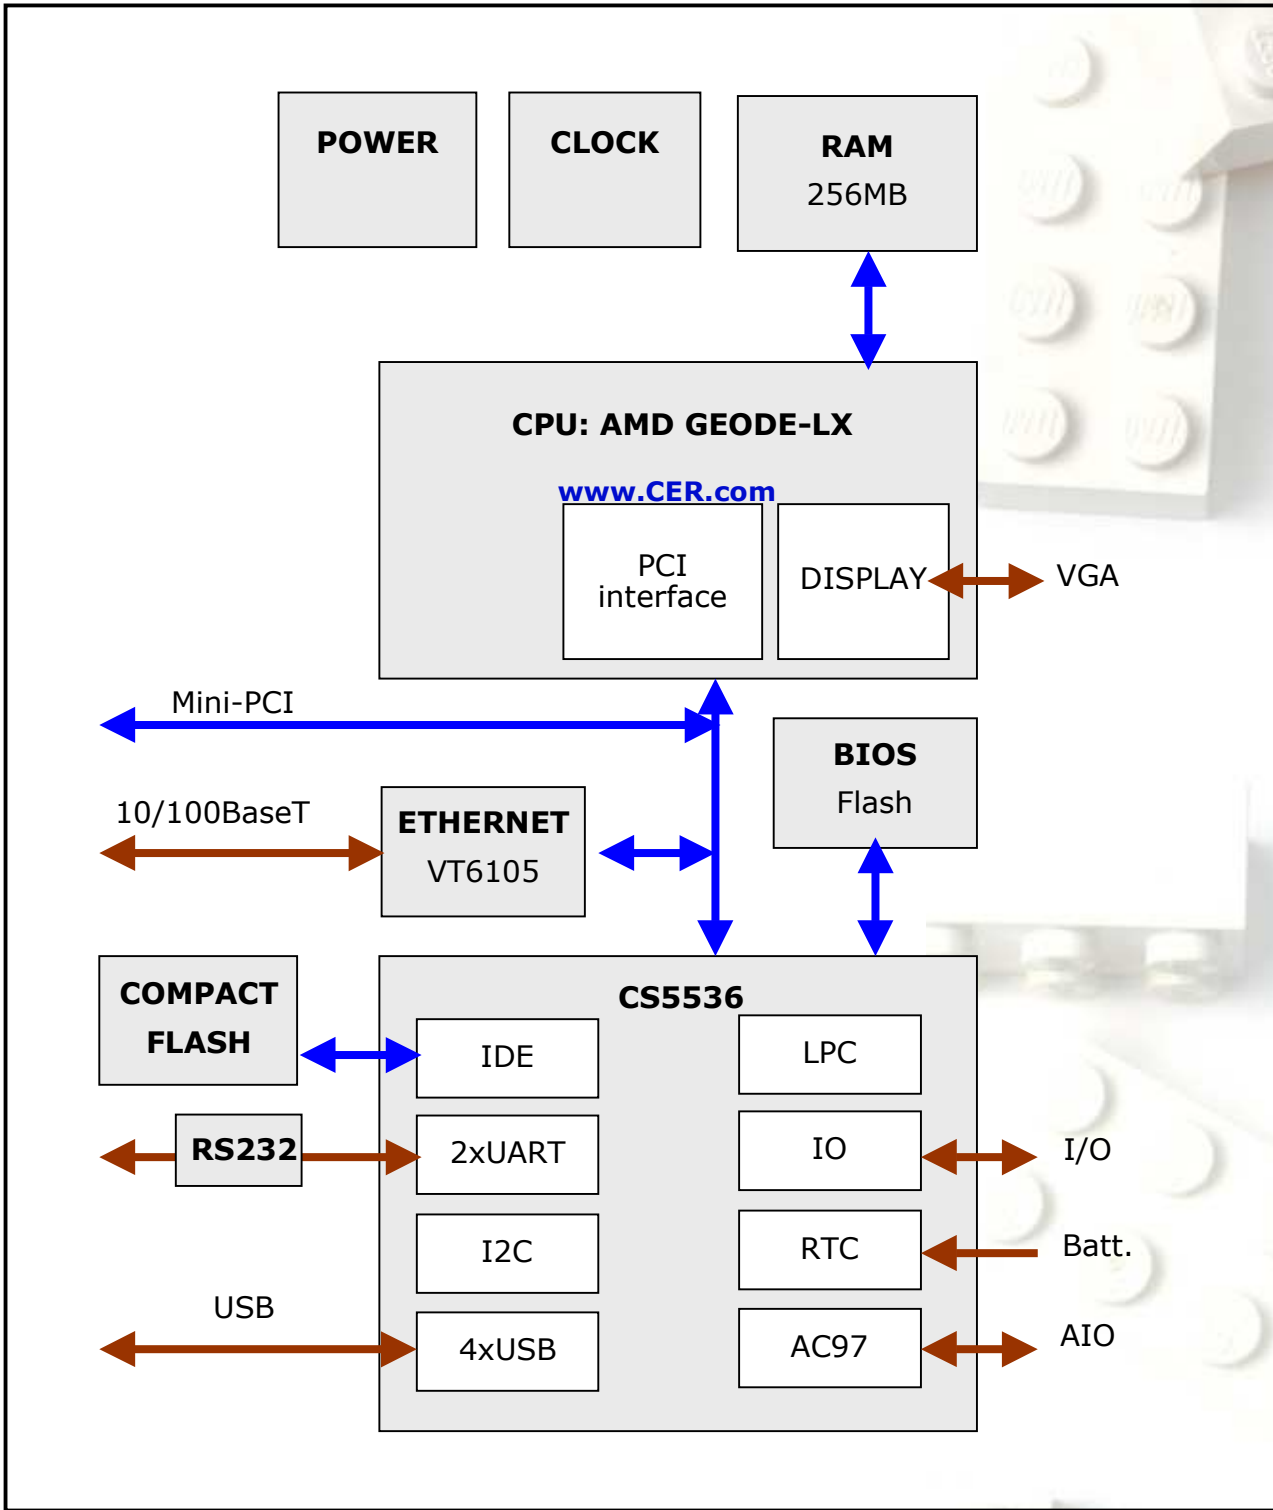 POWER
CLOCK
RAM
256MB
CPU: AMD GEODE-LX
www.CER.com
PCI
interface
DISPLAY
VGA
Mini-PCI
BIOS
Flash
10/100BaseT
ETHERNET
VT6105
COMPACT
FLASH
CS5536
IDE
LPC
RS232
2xUART
IO
I/O
I2C
RTC
Batt.
USB
4xUSB
AC97
AIO